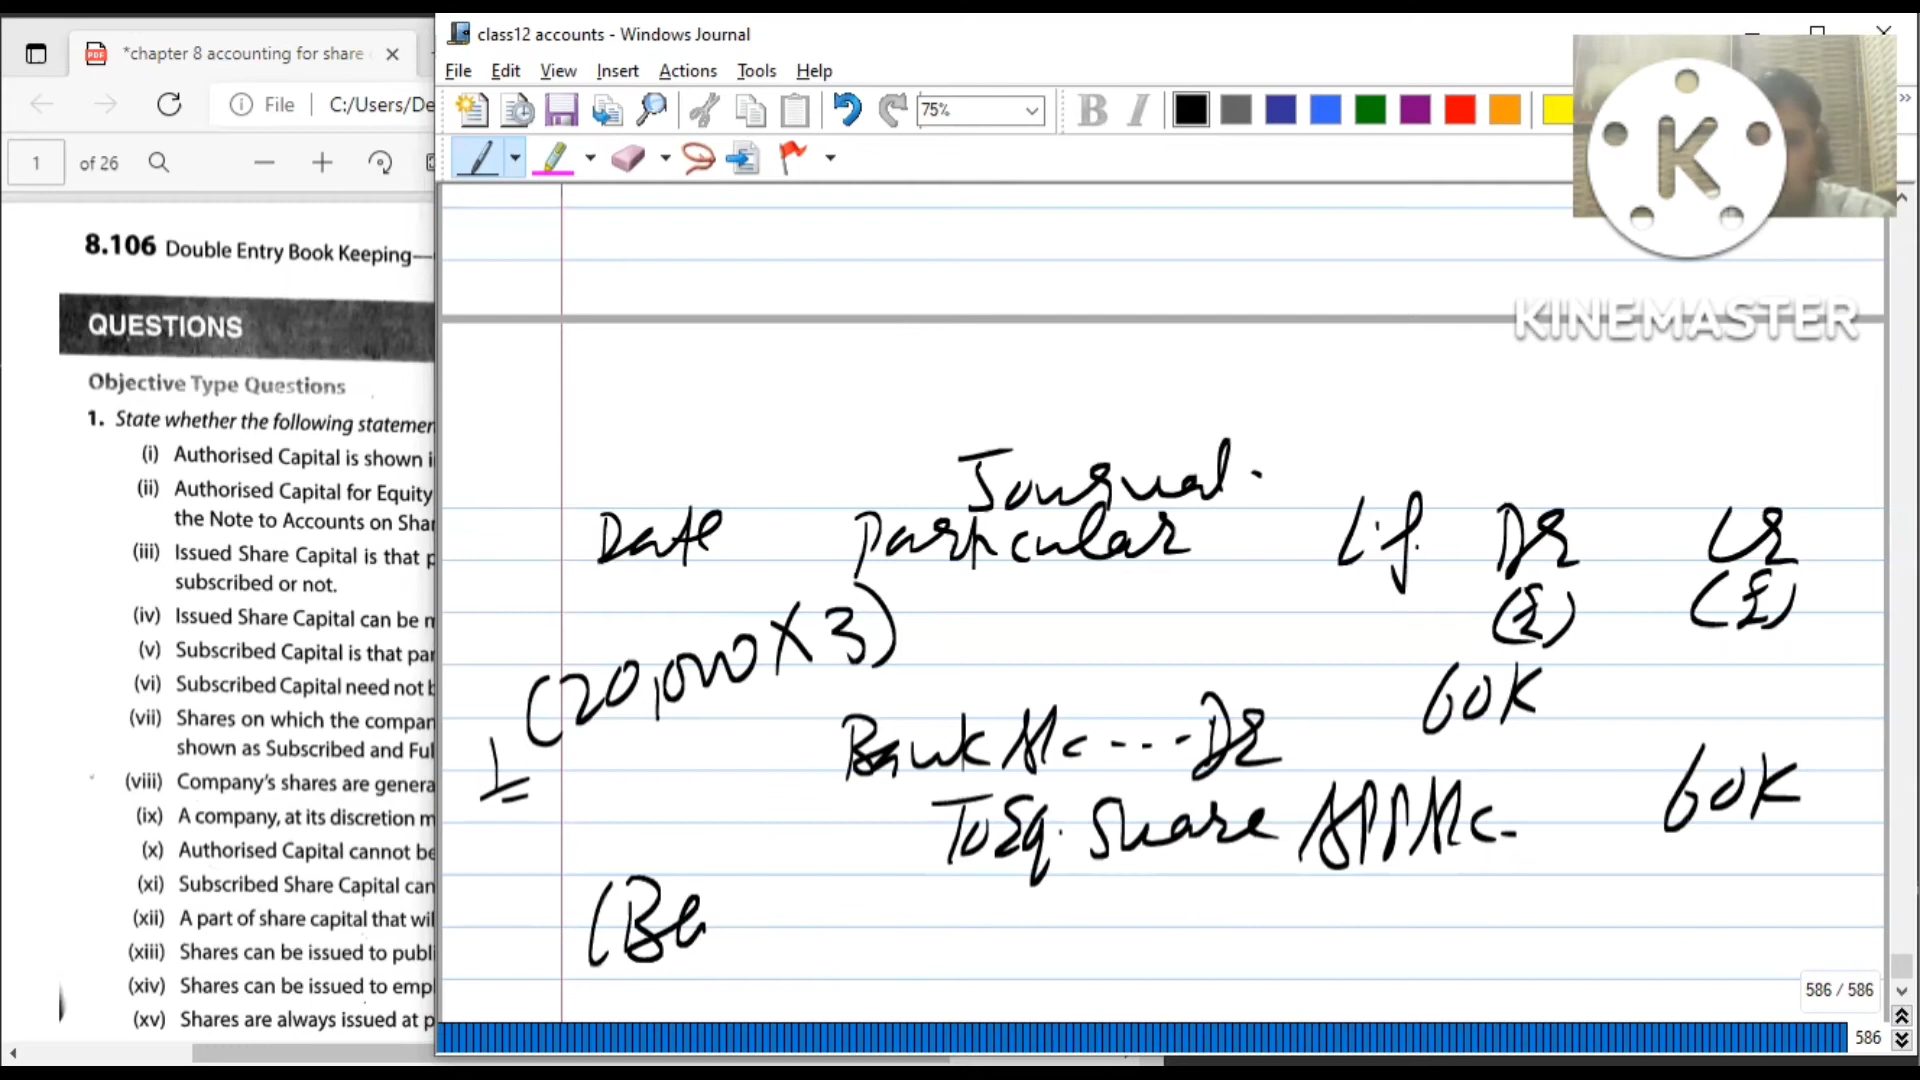 *chapter 8 accounting for share
File
C:/Users/De
1 of 26
8.106 Double Entry Book Keeping—
QUESTIONS
Objective Type Questions
1. State whether the following statemen
(i) Authorised Capital is shown i
(ii) Authorised Capital for Equity
the Note to Accounts on Shar
(iii) Issued Share Capital is that p
subscribed or not.
(iv) Issued Share Capital can be
(v) Subscribed Capital is that par
(vi) Subscribed Capital need not b
(vii) Shares on which the compan
shown as Subscribed and Ful
(viii) Company's shares are genera
(ix) A company, at its discretion m
(x) Authorised Capital cannot be
(xi) Subscribed Share Capital can
(xii) A part of share capital that wil
(xiii) Shares can be issued to publi
(xiv) Shares can be issued to emp
(xv) Shares are always issued at p
class12 accounts - Windows Journal
File Edit View Insert Actions Tools Help
75%
B I
K
KINEMASTER
Journal.
Date Particular L.f. DR CR
(₹) (₹)
(20,000 X 3)
60K
1 Bank A/c ---DR
60K
To Eq. Share APP A/c.
(Ba
586 / 586
586